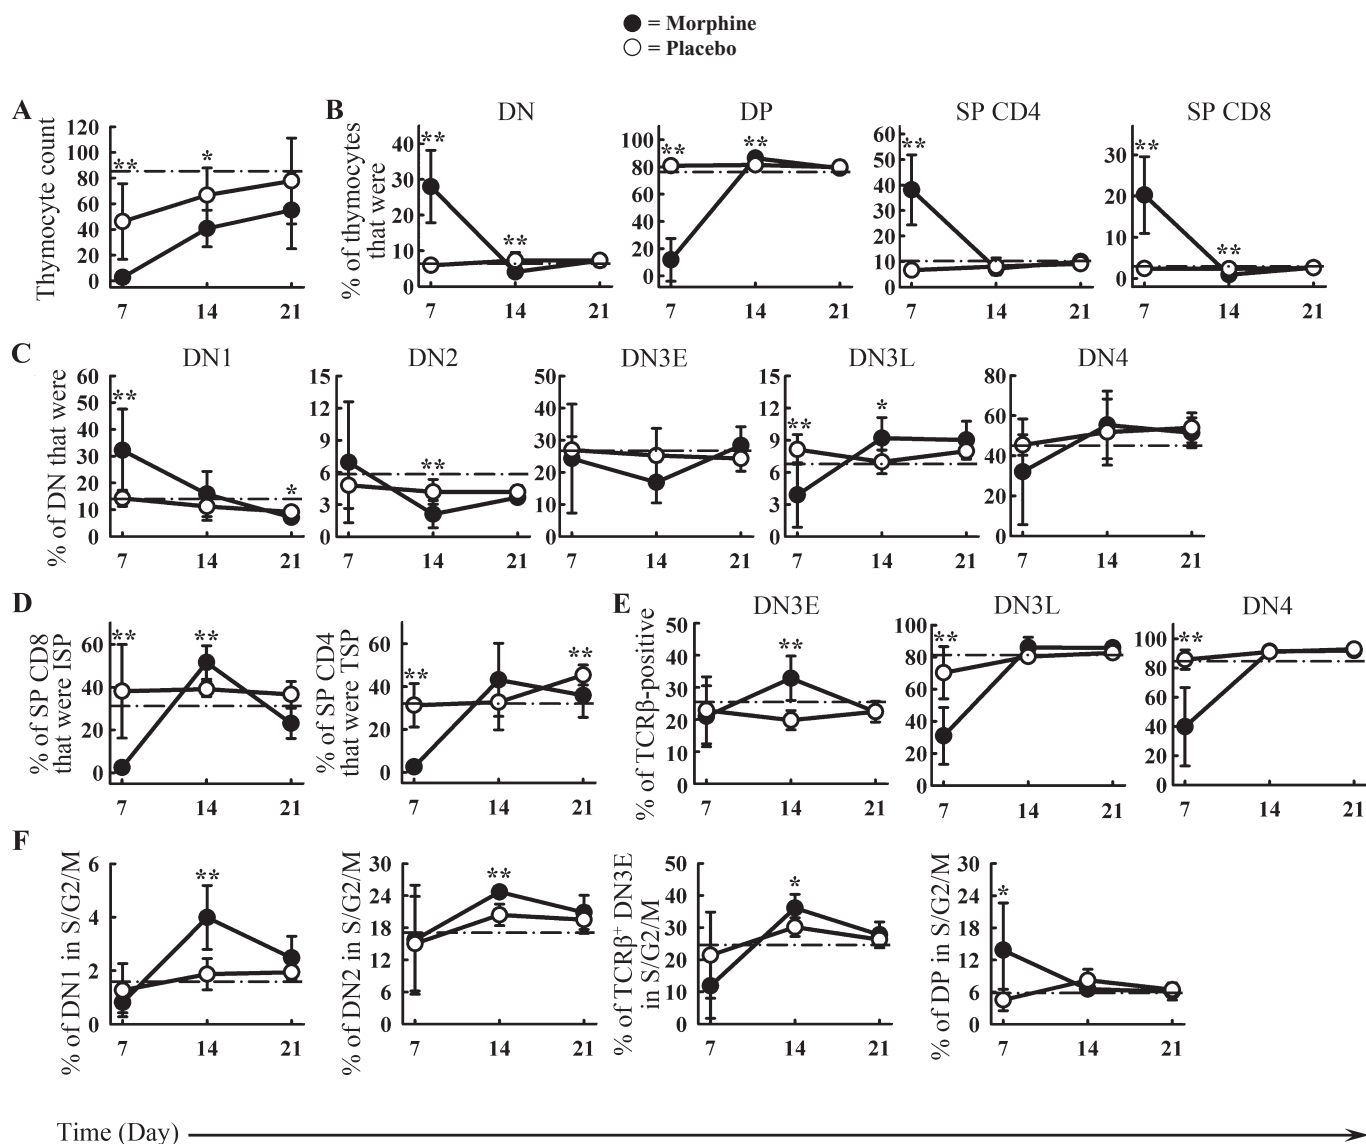 = Morphine
= Placebo
A
B
DN
DP
SP CD4
SP CD8
Thymocyte count
120
100
80
60
40
20
0
** *
7 14 21
% of thymocytes
that were
40
30
20
10
0
** **
7 14 21
100
80
60
40
20
0
** **
7 14 21
60
50
40
30
20
10
0
**
7 14 21
30
20
10
0
** **
7 14 21
C
DN1
DN2
DN3E
DN3L
DN4
% of DN that were
60
50
40
30
20
10
0
** *
7 14 21
15
12
9
6
3
0
**
7 14 21
50
40
30
20
10
0
7 14 21
15
12
9
6
3
0
** *
7 14 21
80
60
40
20
0
7 14 21
D
% of SP CD8
that were ISP
60
40
20
0
** **
7 14 21
% of SP CD4
that were TSP
60
40
20
0
** **
7 14 21
E
DN3E
DN3L
DN4
% of TCRβ-positive
50
40
30
20
10
0
**
7 14 21
100
80
60
40
20
0
**
7 14 21
100
80
60
40
20
0
**
7 14 21
F
% of DN1 in S/G2/M
6
4
2
0
**
7 14 21
% of DN2 in S/G2/M
30
24
18
12
6
0
**
7 14 21
% of TCRβ⁺ DN3E
in S/G2/M
50
40
30
20
10
0
*
7 14 21
% of DP in S/G2/M
30
24
18
12
6
0
*
7 14 21
Time (Day)